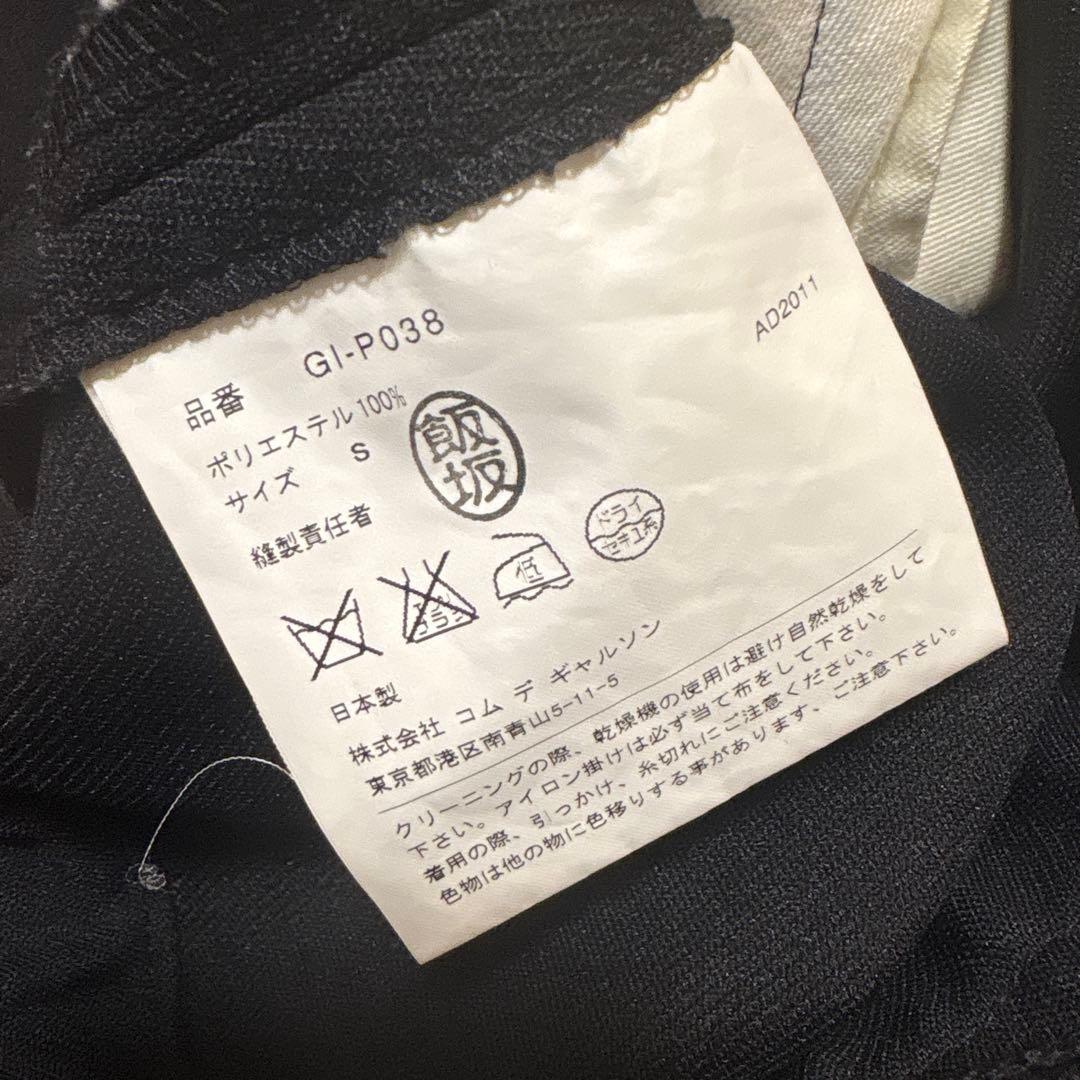 AD2011
品番 GI-P038
ポリエステル100%
サイズ S
縫製責任者
飯坂
エンソ
サラシ
低
ドライ
セキユ系
日本製
株式会社 コム デ ギャルソン
東京都港区南青山5-11-5
クリーニングの際、乾燥機の使用は避け自然乾燥をして
下さい。アイロン掛けは必ず当て布をして下さい。
着用の際、引っかけ、糸切れにご注意ください。
色物は他の物に色移りする事があります、ご注意下さい。